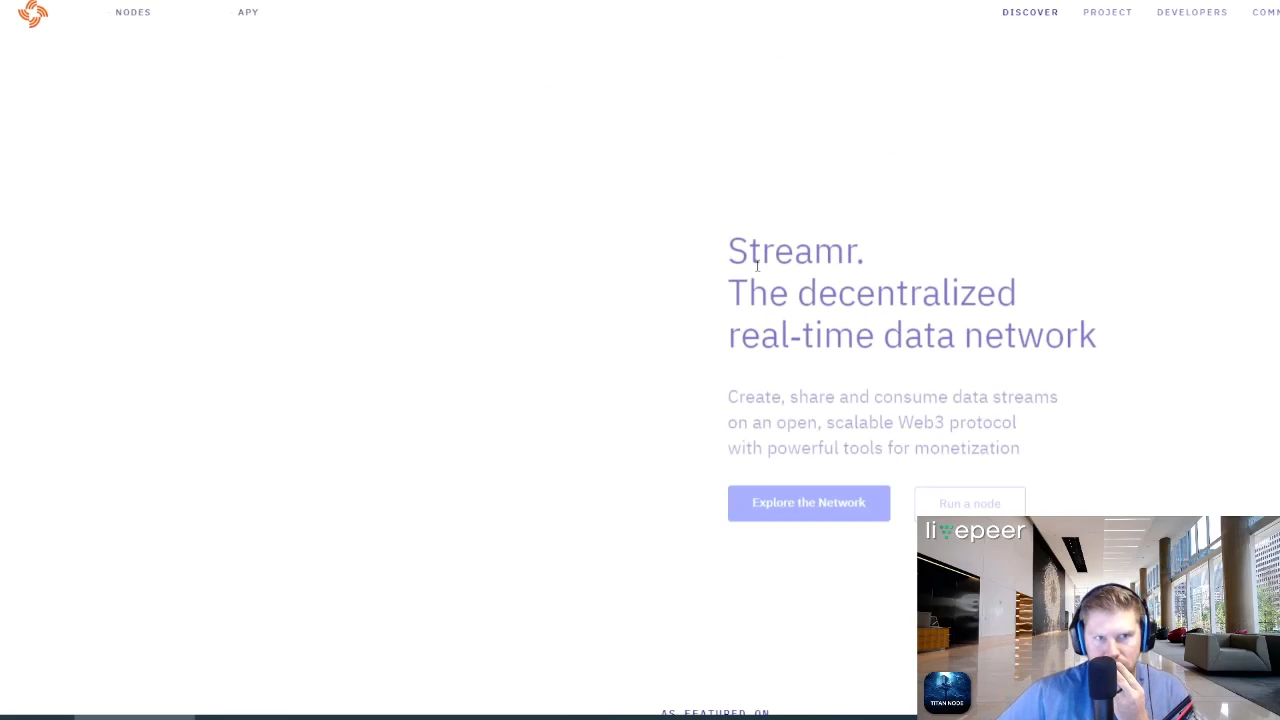 NODES
APY
DISCOVER
PROJECT
DEVELOPERS
Streamr.
The decentralized
real-time data network
Create, share and consume data streams
on an open, scalable Web3 protocol
with powerful tools for monetization
Explore the Network
Run a node
livepeer
TITAN NODE
AS FEATURED ON